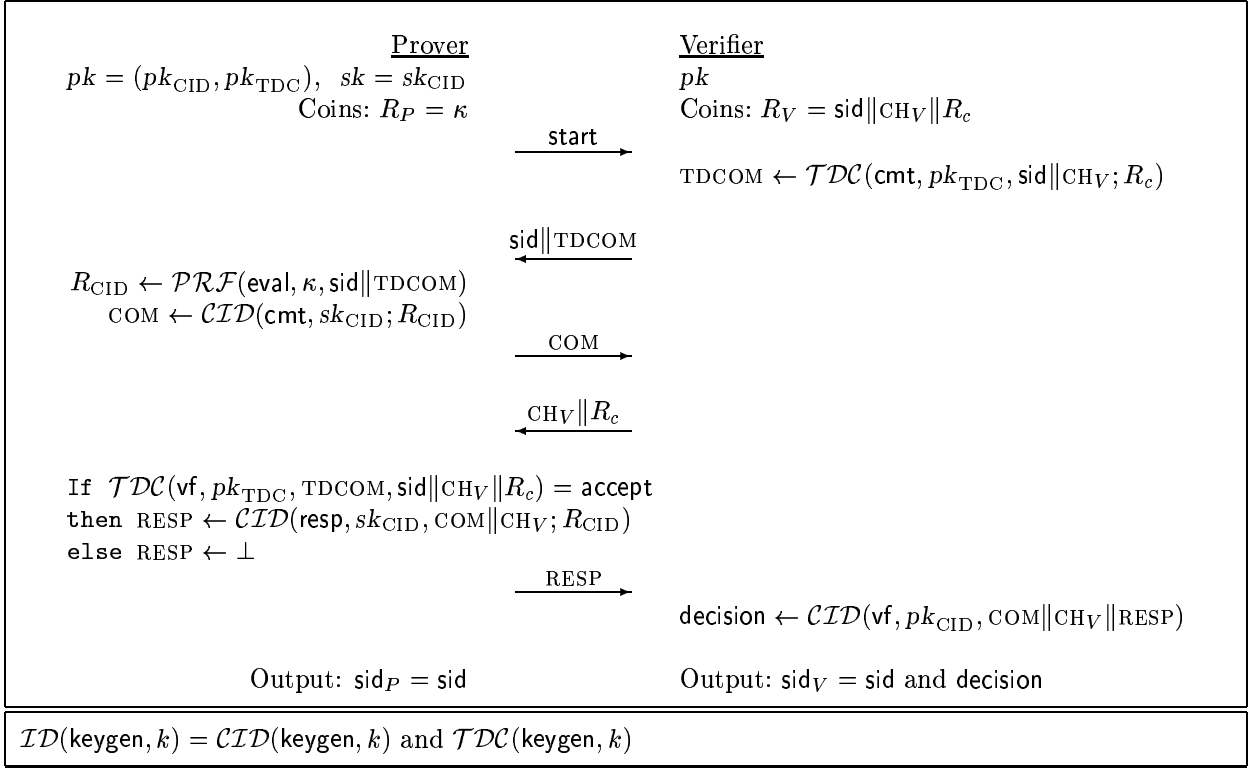 Prover Verifier
pk = (pk_CID, pk_TDC), sk = sk_CID pk
Coins: R_P = κ Coins: R_V = sid‖CH_V‖R_c
start
TDCOM ← 𝒯𝒟𝒞(cmt, pk_TDC, sid‖CH_V; R_c)
sid‖TDCOM
R_CID ← 𝒫ℛℱ(eval, κ, sid‖TDCOM)
COM ← 𝒞ℐ𝒟(cmt, sk_CID; R_CID)
COM
CH_V‖R_c
If 𝒯𝒟𝒞(vf, pk_TDC, TDCOM, sid‖CH_V‖R_c) = accept
then RESP ← 𝒞ℐ𝒟(resp, sk_CID, COM‖CH_V; R_CID)
else RESP ← ⊥
RESP
decision ← 𝒞ℐ𝒟(vf, pk_CID, COM‖CH_V‖RESP)
Output: sid_P = sid Output: sid_V = sid and decision
ℐ𝒟(keygen, k) = 𝒞ℐ𝒟(keygen, k) and 𝒯𝒟𝒞(keygen, k)